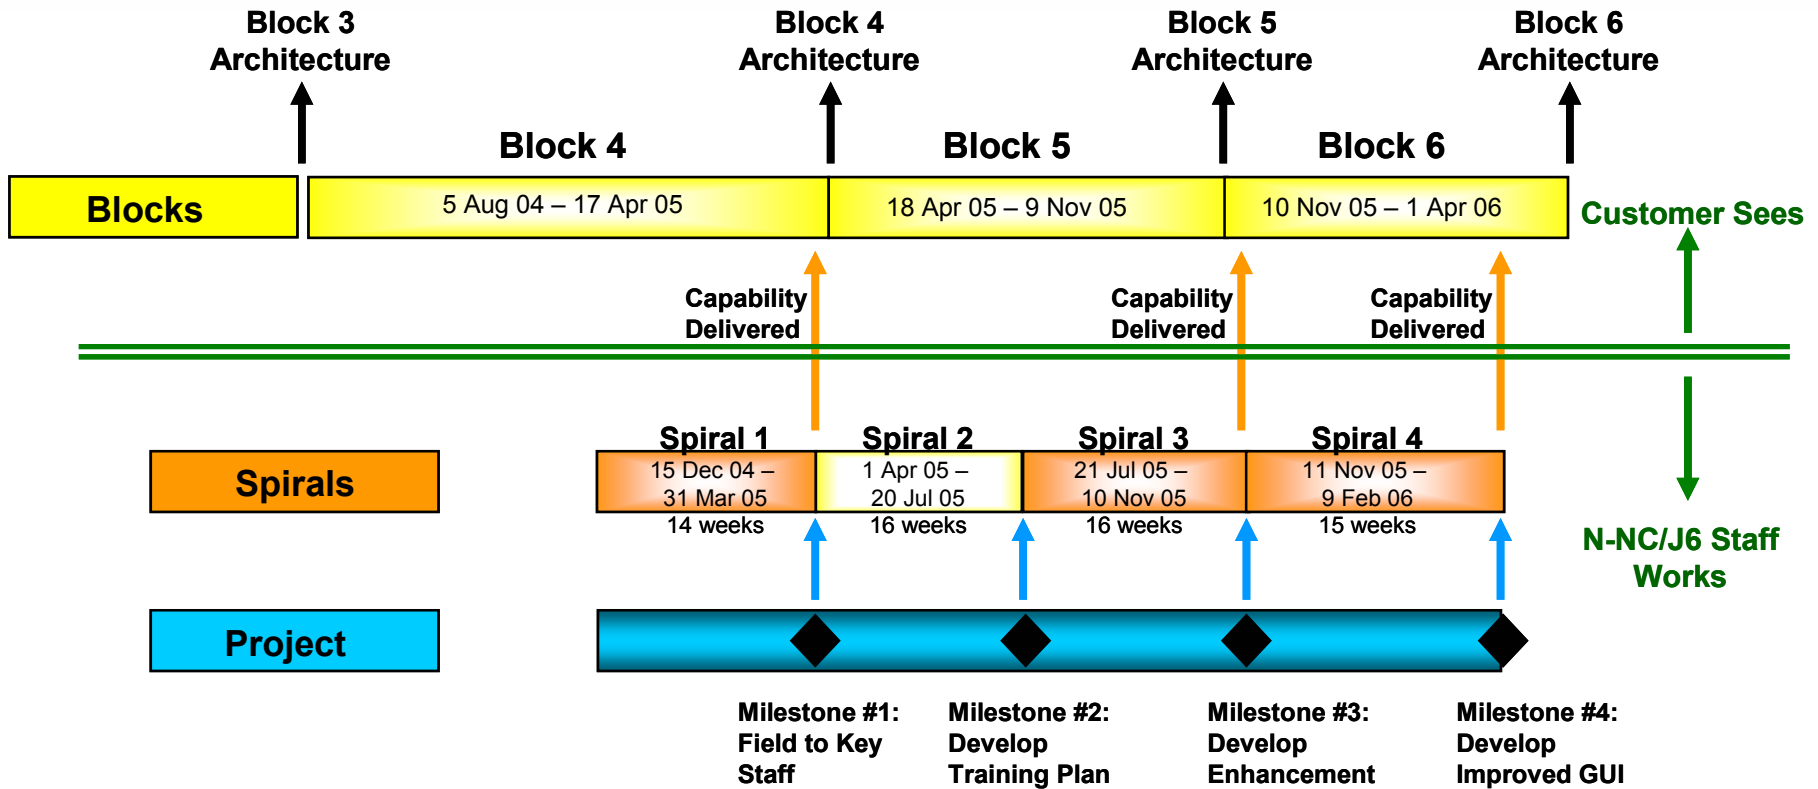 Block 3
Architecture
Block 4
Architecture
Block 5
Architecture
Block 6
Architecture
Block 4
Block 5
Block 6
Blocks
5 Aug 04 – 17 Apr 05
18 Apr 05 – 9 Nov 05
10 Nov 05 – 1 Apr 06
Customer Sees
Capability
Delivered
Capability
Delivered
Capability
Delivered
Spirals
Spiral 1
15 Dec 04 –
31 Mar 05
14 weeks
Spiral 2
1 Apr 05 –
20 Jul 05
16 weeks
Spiral 3
21 Jul 05 –
10 Nov 05
16 weeks
Spiral 4
11 Nov 05 –
9 Feb 06
15 weeks
N-NC/J6 Staff
Works
Project
Milestone #1:
Field to Key
Staff
Milestone #2:
Develop
Training Plan
Milestone #3:
Develop
Enhancement
Milestone #4:
Develop
Improved GUI